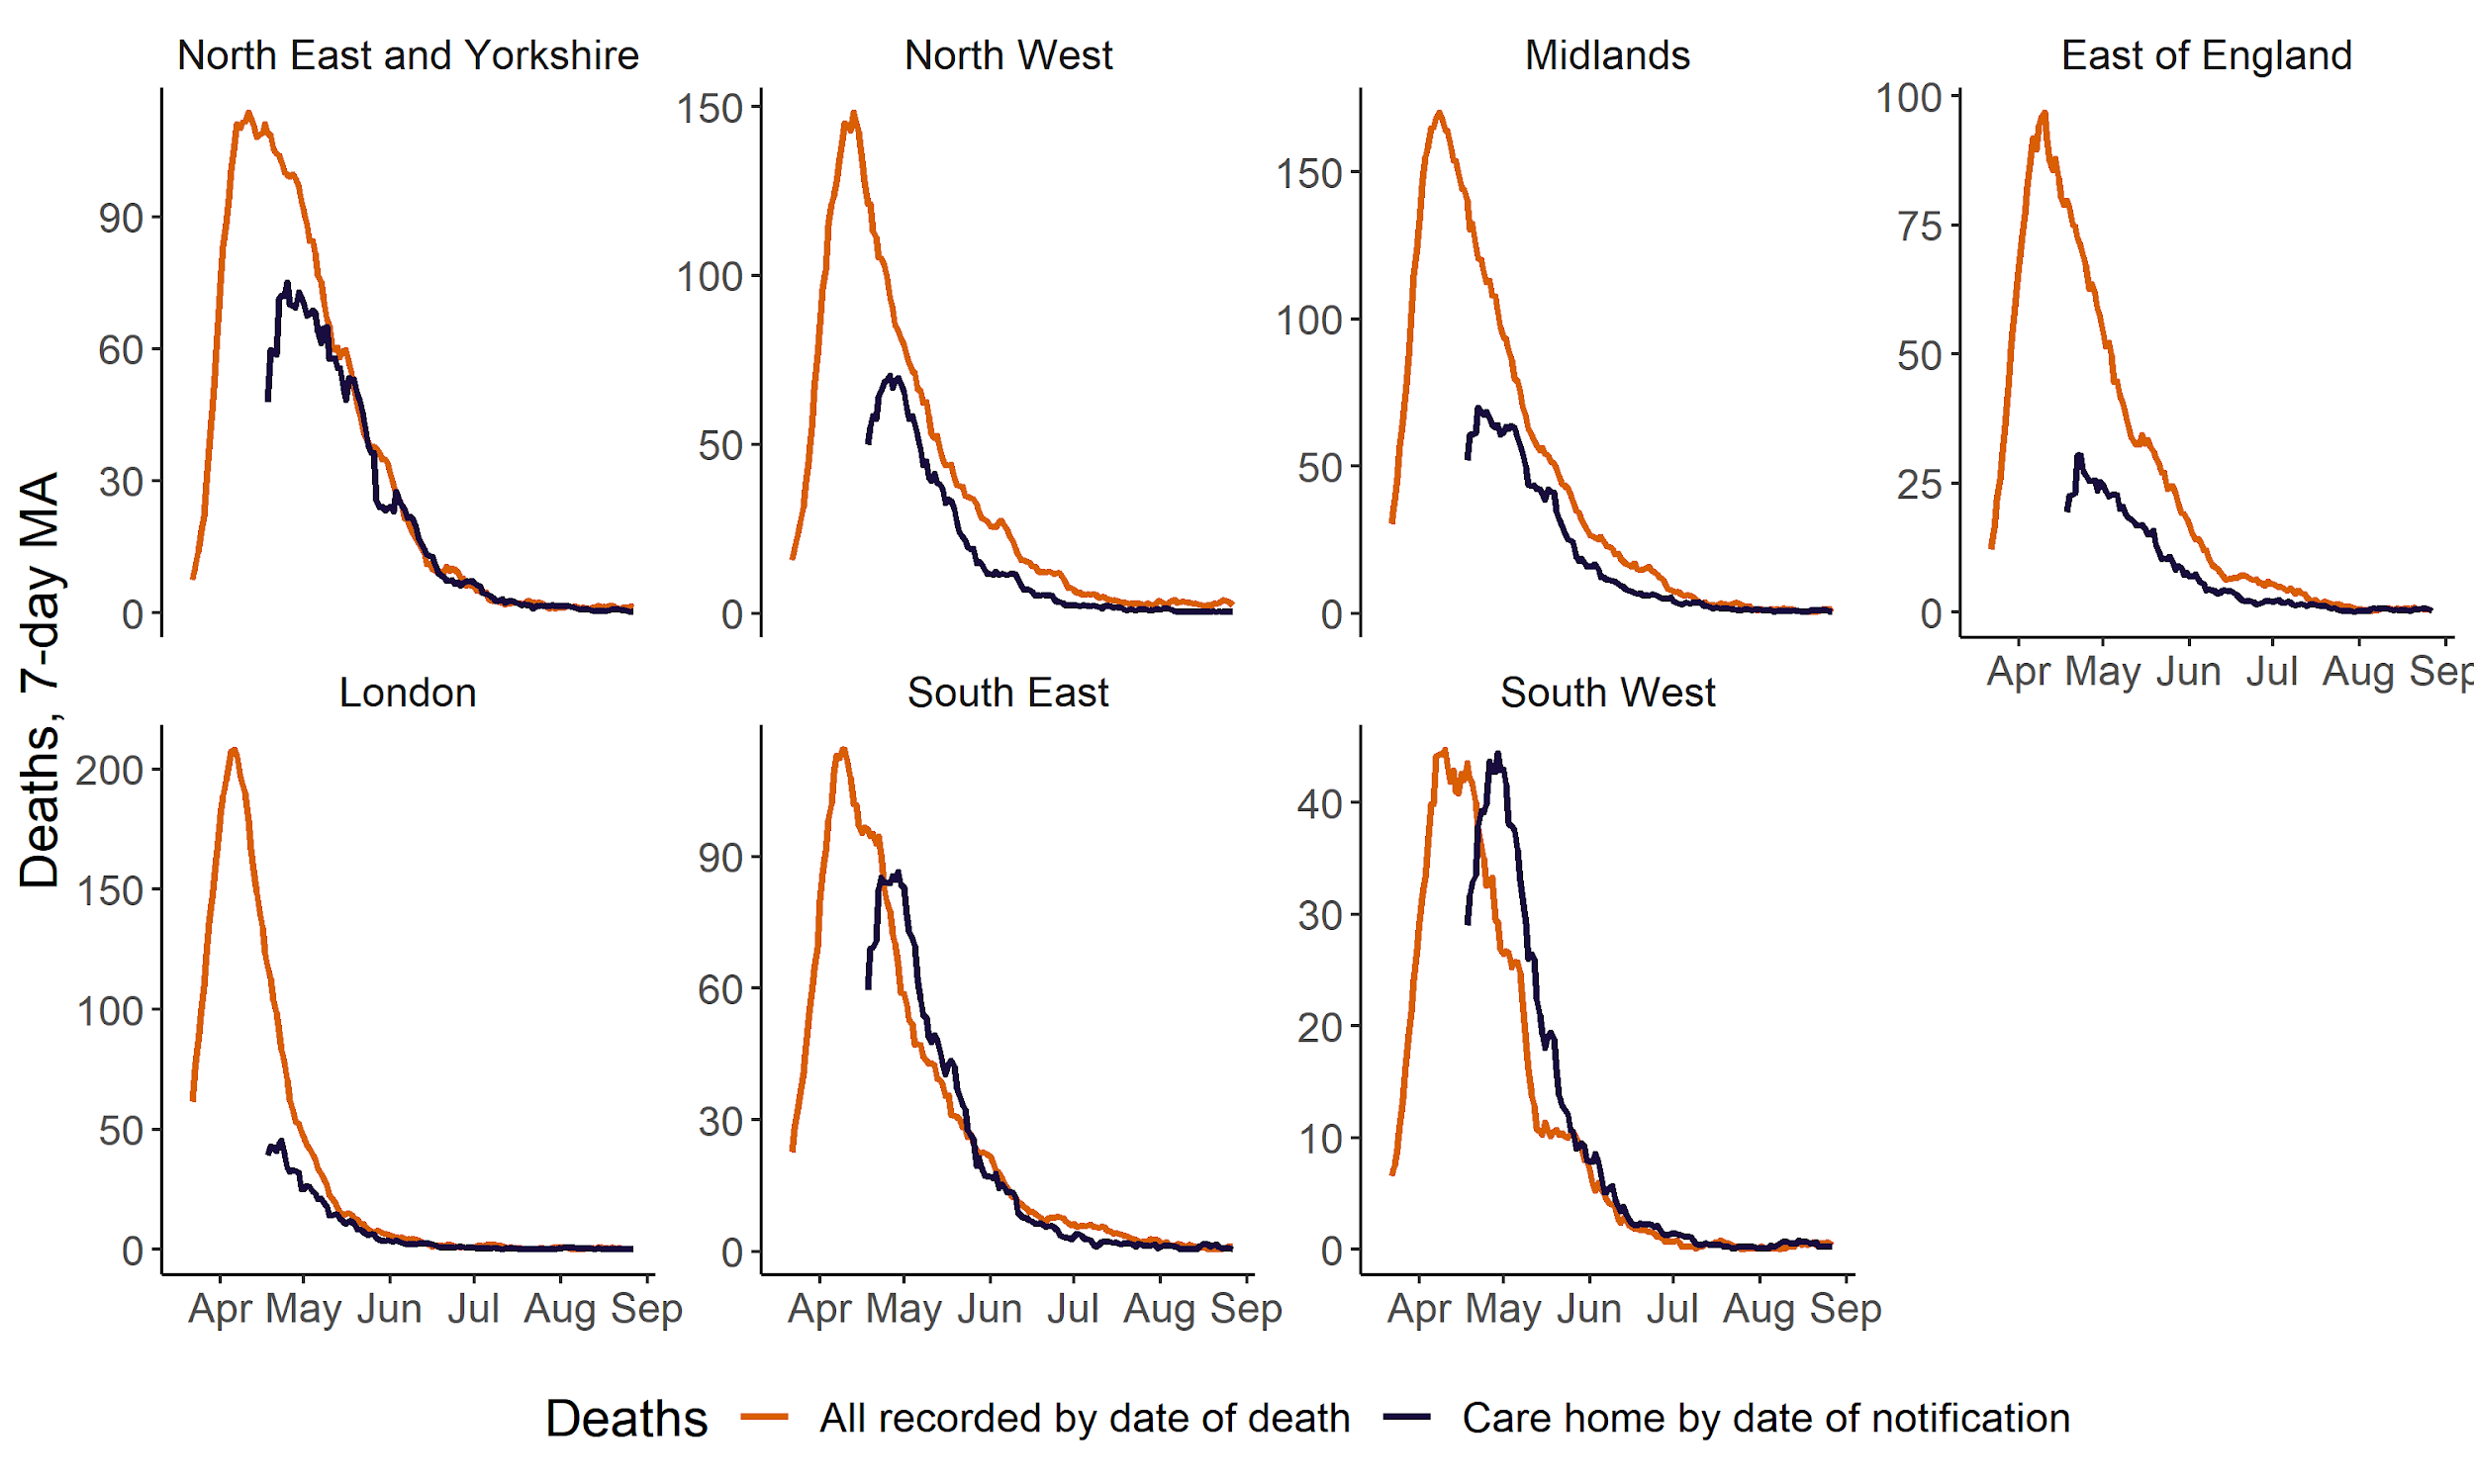 North East and Yorkshire
North West
Midlands
East of England
Deaths, 7-day MA
90
60
30
0
150
100
50
0
150
100
50
0
100
75
50
25
0
Apr May Jun Jul Aug Sep
London
South East
South West
200
150
100
50
0
Apr May Jun Jul Aug Sep
90
60
30
0
Apr May Jun Jul Aug Sep
40
30
20
10
0
Apr May Jun Jul Aug Sep
Deaths All recorded by date of death Care home by date of notification